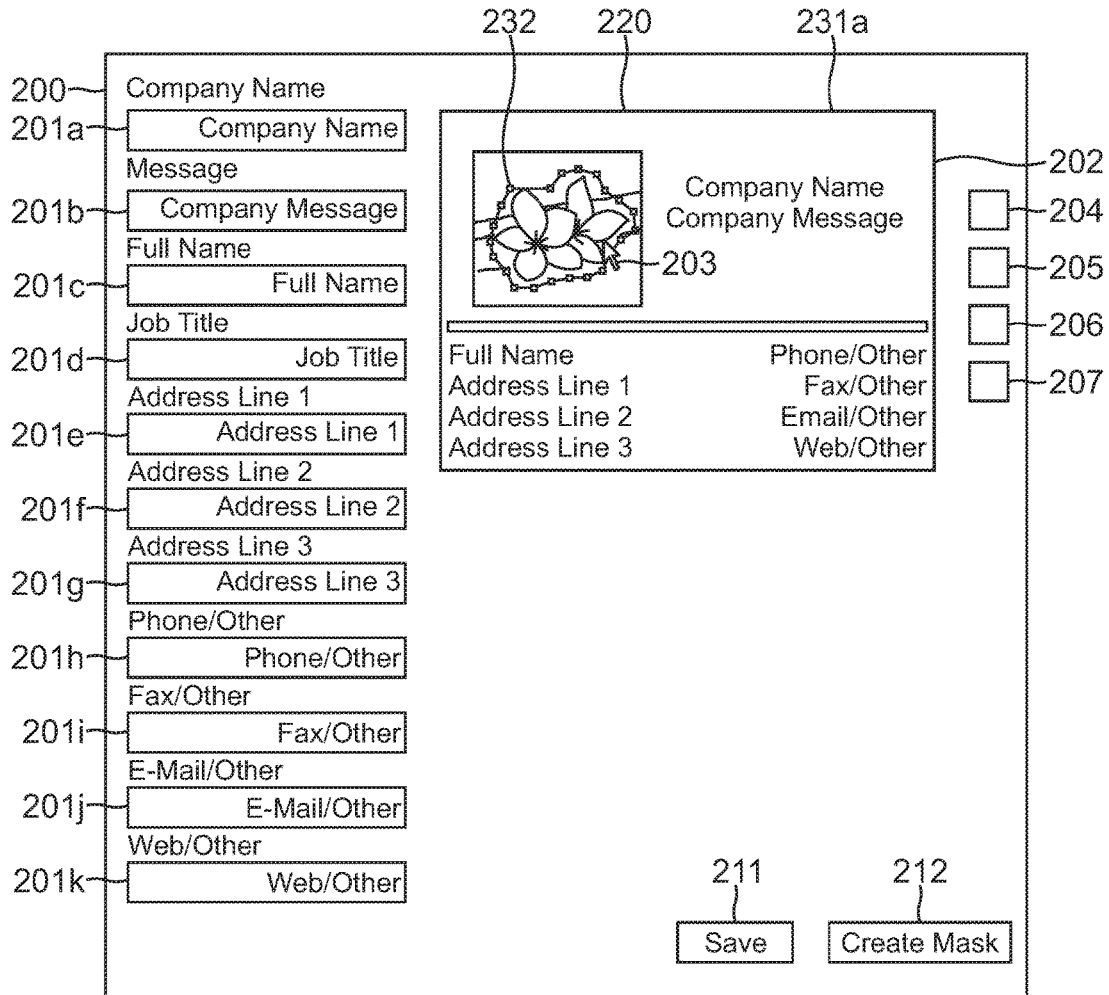 232 220 231a
200 Company Name
201a Company Name
Message
201b Company Message
Full Name
201c Full Name
Job Title
201d Job Title
Address Line 1
201e Address Line 1
Address Line 2
201f Address Line 2
Address Line 3
201g Address Line 3
Phone/Other
201h Phone/Other
Fax/Other
201i Fax/Other
E-Mail/Other
201j E-Mail/Other
Web/Other
201k Web/Other
Company Name
Company Message
203
Full Name Phone/Other
Address Line 1 Fax/Other
Address Line 2 Email/Other
Address Line 3 Web/Other
202
204
205
206
207
211 212
Save Create Mask